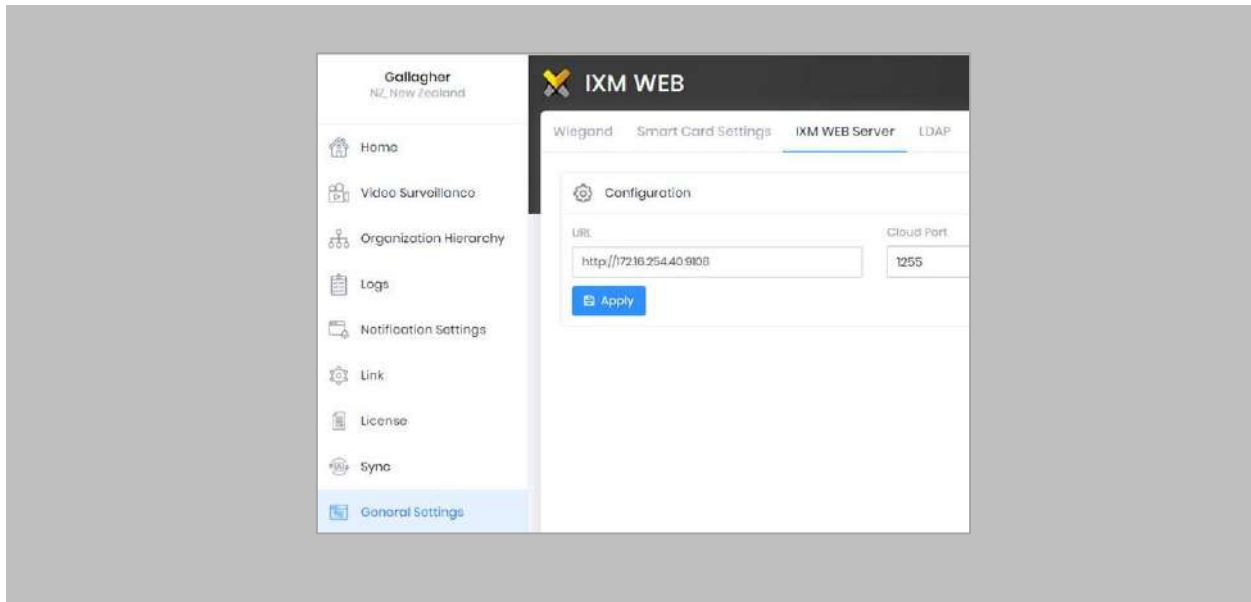 Gallagher
NZ, New Zealand
Home
Video Surveillance
Organization Hierarchy
Logs
Notification Settings
Link
License
Sync
General Settings
IXM WEB
Wiegand Smart Card Settings IXM WEB Server LDAP
Configuration
URL Cloud Port
http://172.16.254.40:9108 1255
Apply